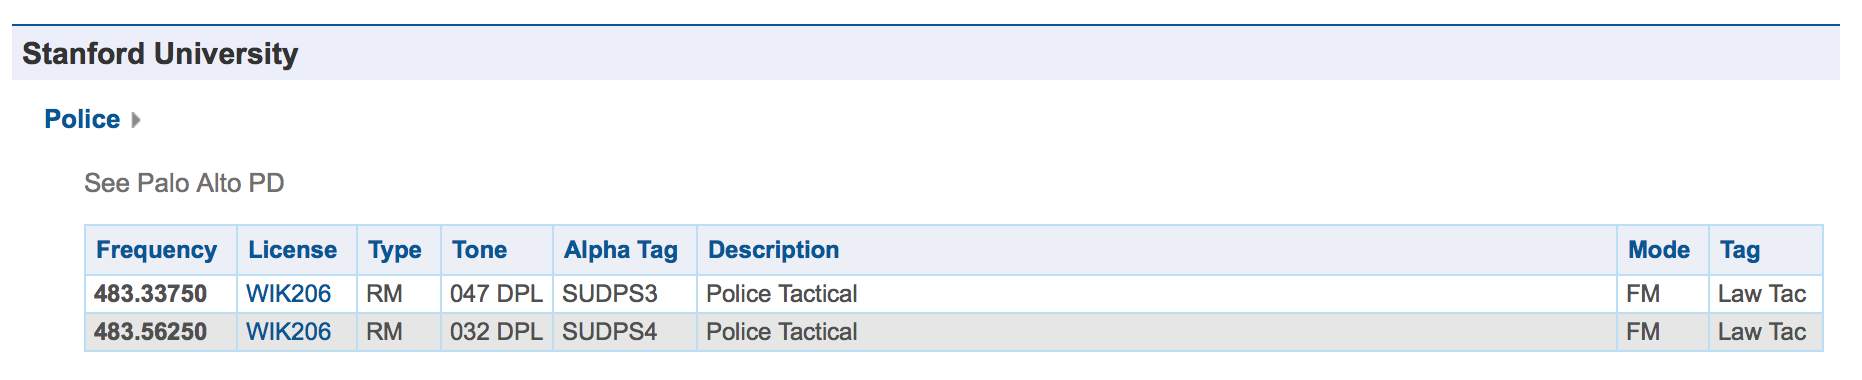 Stanford University
Police
See Palo Alto PD
Frequency License Type Tone Alpha Tag Description Mode Tag
483.33750 WIK206 RM 047 DPL SUDPS3 Police Tactical FM Law Tac
483.56250 WIK206 RM 032 DPL SUDPS4 Police Tactical FM Law Tac